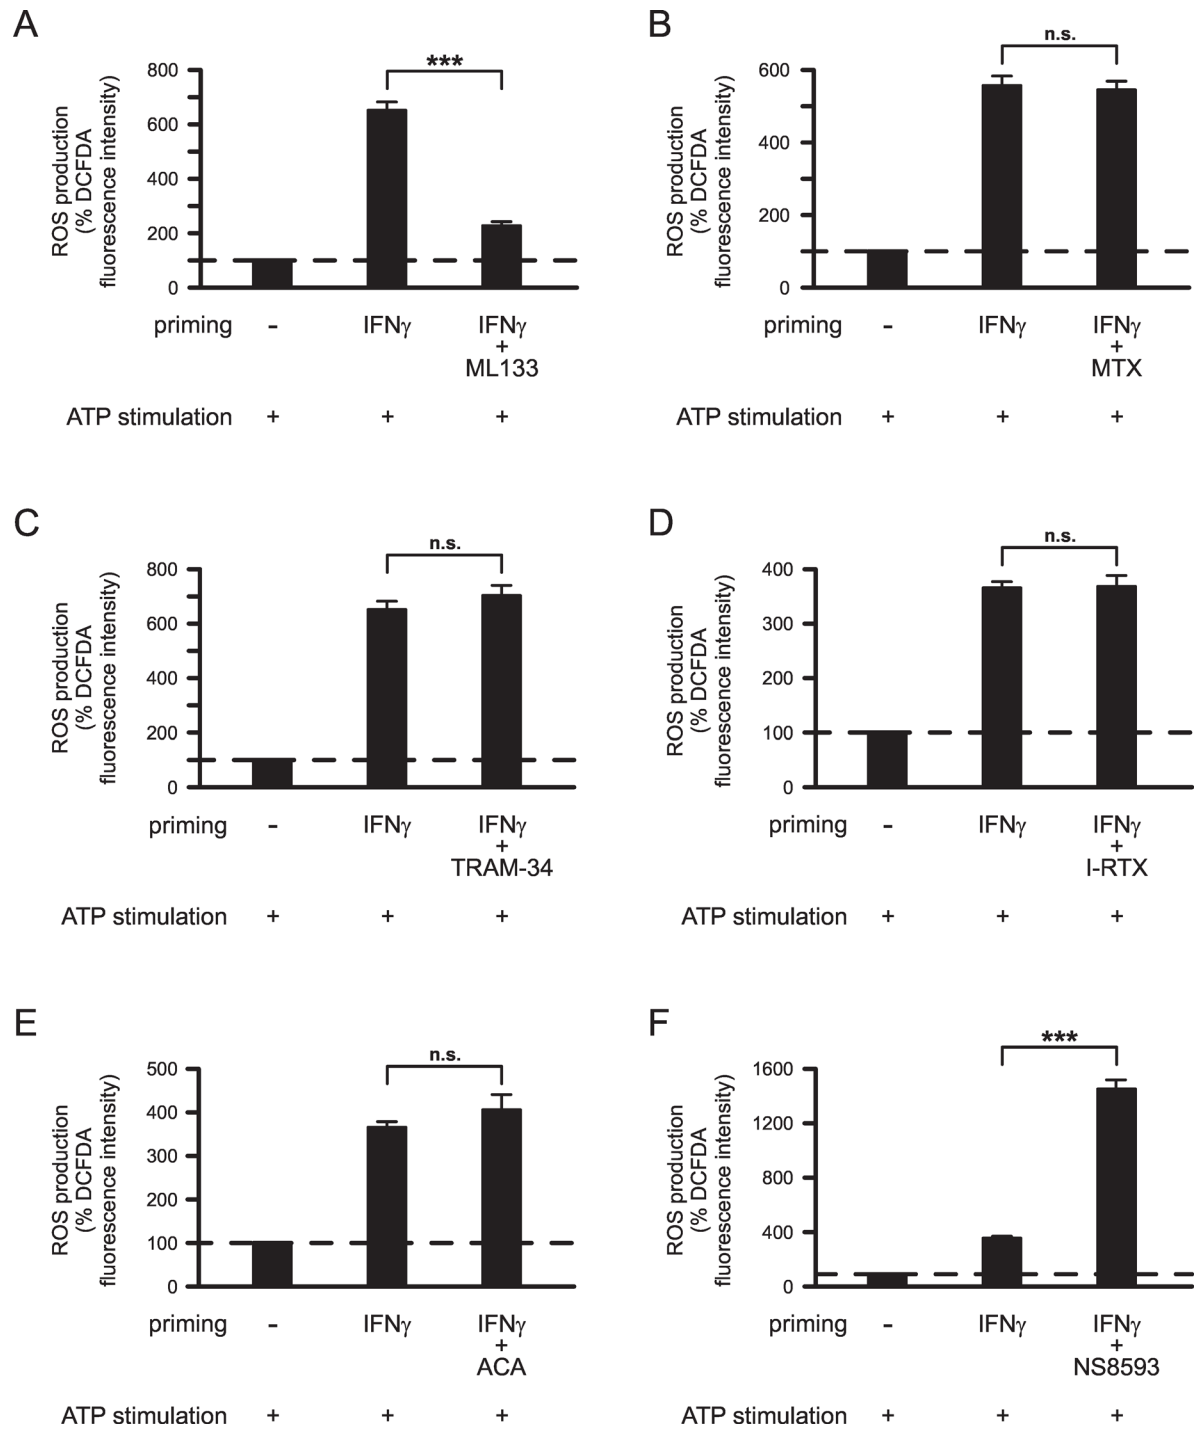 A
ROS production
(% DCFDA
fluorescence intensity)
800
600
400
200
0
***
priming
-
IFNγ
IFNγ
+
ML133
ATP stimulation
+
+
+
B
ROS production
(% DCFDA
fluorescence intensity)
600
400
200
0
n.s.
priming
-
IFNγ
IFNγ
+
MTX
ATP stimulation
+
+
+
C
ROS production
(% DCFDA
fluorescence intensity)
800
600
400
200
0
n.s.
priming
-
IFNγ
IFNγ
+
TRAM-34
ATP stimulation
+
+
+
D
ROS production
(% DCFDA
fluorescence intensity)
400
300
200
100
0
n.s.
priming
-
IFNγ
IFNγ
+
I-RTX
ATP stimulation
+
+
+
E
ROS production
(% DCFDA
fluorescence intensity)
500
400
300
200
100
0
n.s.
priming
-
IFNγ
IFNγ
+
ACA
ATP stimulation
+
+
+
F
ROS production
(% DCFDA
fluorescence intensity)
1600
1200
800
400
0
***
priming
-
IFNγ
IFNγ
+
NS8593
ATP stimulation
+
+
+